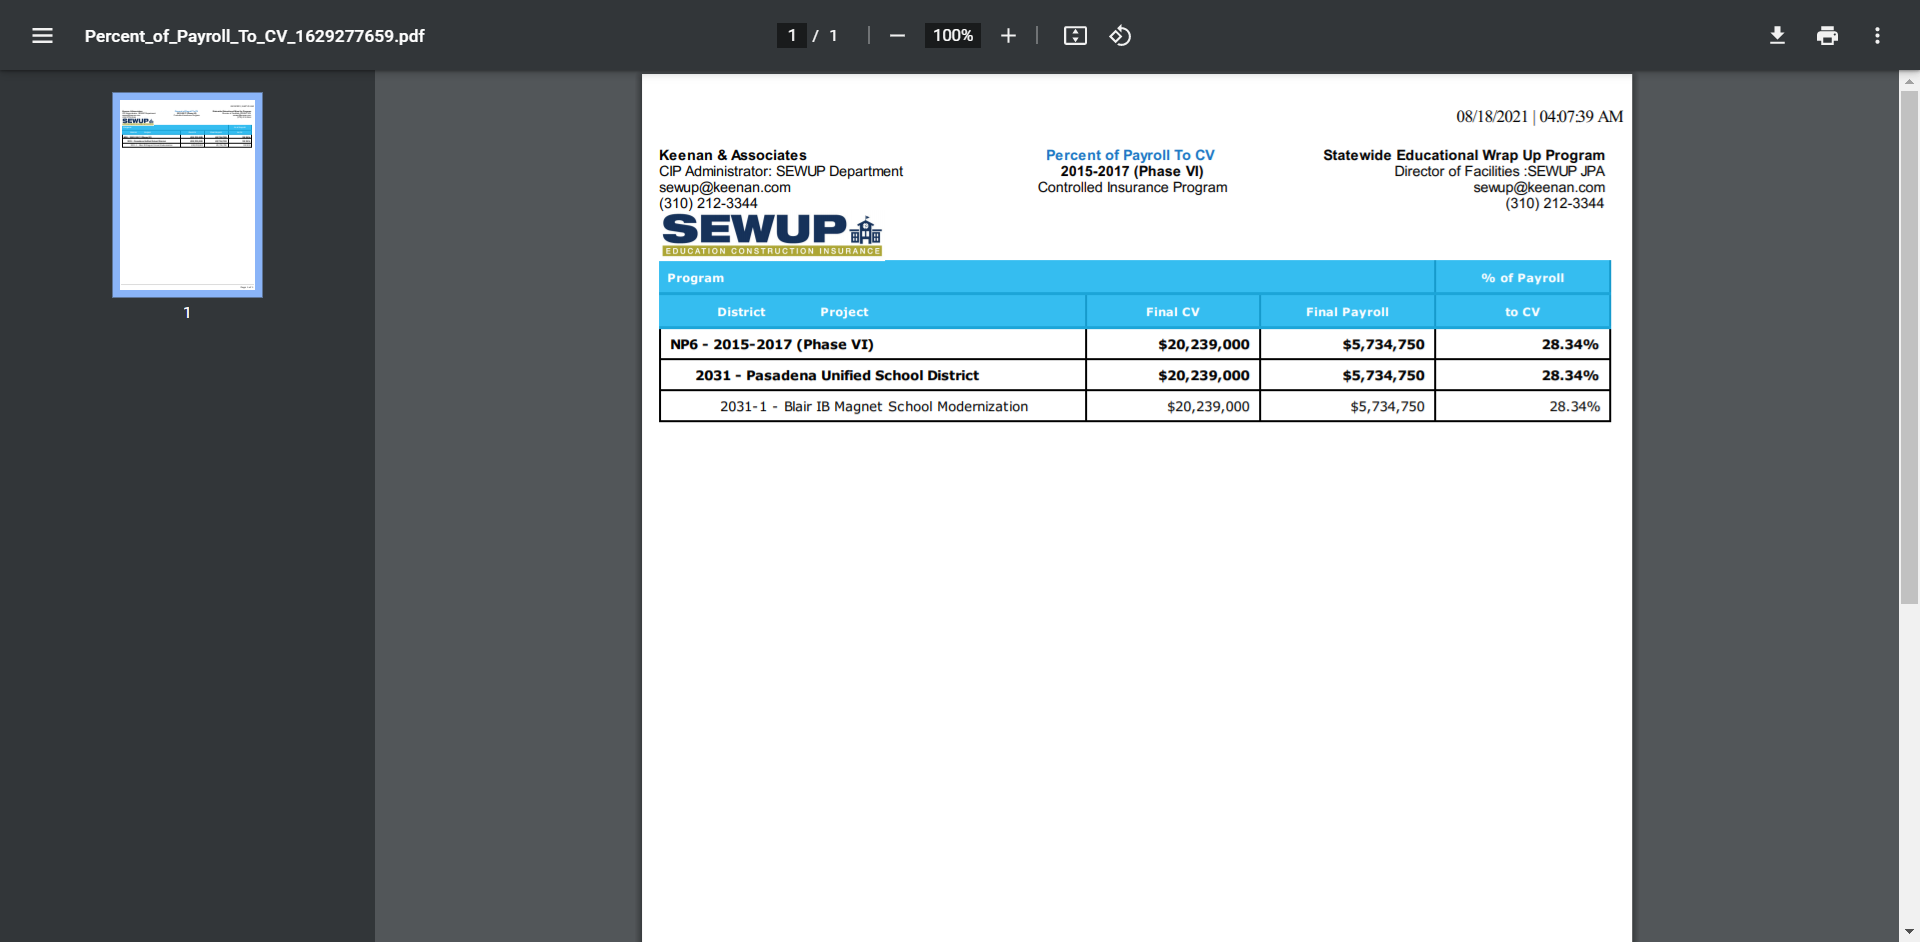 Percent_of_Payroll_To_CV_1629277659.pdf
1 / 1
100%
1
08/18/2021 | 04:07:39 AM
Keenan & Associates
CIP Administrator: SEWUP Department
sewup@keenan.com
(310) 212-3344
Percent of Payroll To CV
2015-2017 (Phase VI)
Controlled Insurance Program
Statewide Educational Wrap Up Program
Director of Facilities :SEWUP JPA
sewup@keenan.com
(310) 212-3344
SEWUP
EDUCATION CONSTRUCTION INSURANCE
Program % of Payroll
District Project Final CV Final Payroll to CV
NP6 - 2015-2017 (Phase VI) $20,239,000 $5,734,750 28.34%
2031 - Pasadena Unified School District $20,239,000 $5,734,750 28.34%
2031-1 - Blair IB Magnet School Modernization $20,239,000 $5,734,750 28.34%